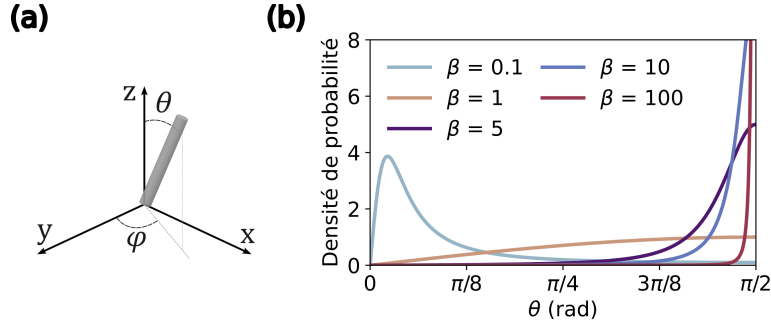 (a)
z
θ
y
φ
x
(b)
Densité de probabilité
8
6
4
2
0
β = 0.1
β = 1
β = 5
β = 10
β = 100
0
π/8
π/4
3π/8
π/2
θ (rad)